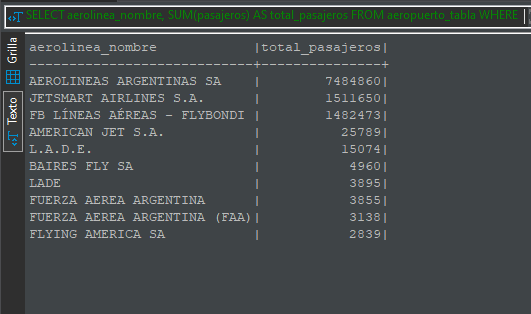 SELECT aerolinea_nombre, SUM(pasajeros) AS total_pasajeros FROM aeropuerto_tabla WHERE
Grilla
Texto
aerolinea_nombre |total_pasajeros|
-----------------------------+---------------+
AEROLINEAS ARGENTINAS SA | 7484860|
JETSMART AIRLINES S.A. | 1511650|
FB LÍNEAS AÉREAS - FLYBONDI | 1482473|
AMERICAN JET S.A. | 25789|
L.A.D.E. | 15074|
BAIRES FLY SA | 4960|
LADE | 3895|
FUERZA AEREA ARGENTINA | 3855|
FUERZA AEREA ARGENTINA (FAA)| 3138|
FLYING AMERICA SA | 2839|